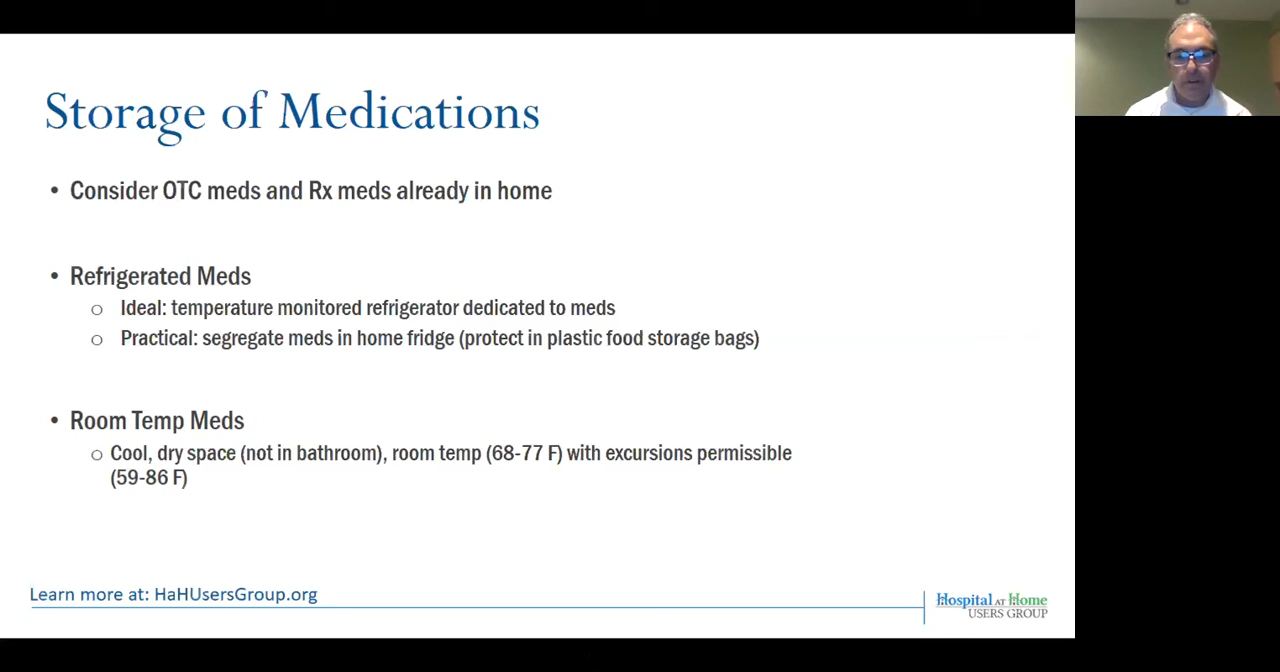 Storage of Medications
• Consider OTC meds and Rx meds already in home
• Refrigerated Meds
o Ideal: temperature monitored refrigerator dedicated to meds
o Practical: segregate meds in home fridge (protect in plastic food storage bags)
• Room Temp Meds
o Cool, dry space (not in bathroom), room temp (68-77 F) with excursions permissible
(59-86 F)
Learn more at: HaHUsersGroup.org
Hospital AT Home
USERS GROUP